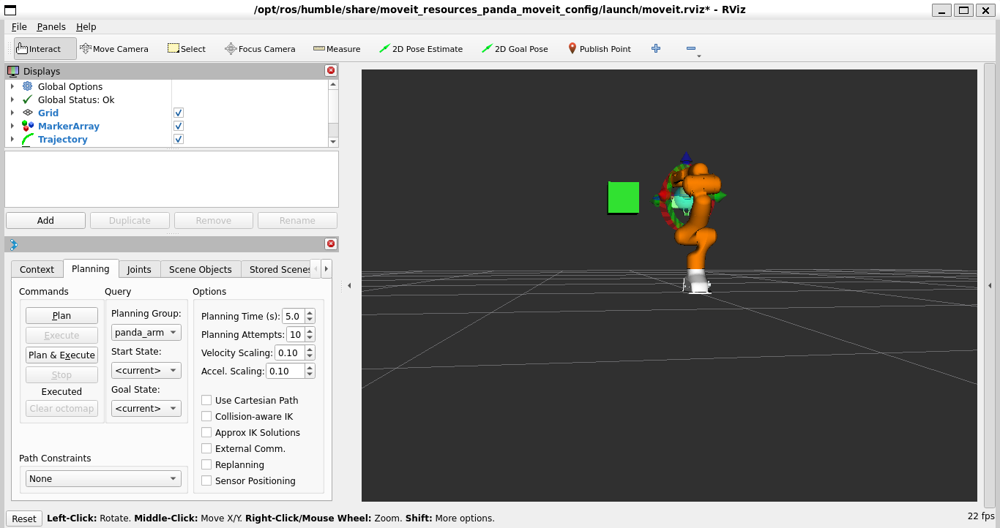 /opt/ros/humble/share/moveit_resources_panda_moveit_config/launch/moveit.rviz* - RViz
File Panels Help
Interact Move Camera Select Focus Camera Measure 2D Pose Estimate 2D Goal Pose Publish Point
Displays
Global Options
Global Status: Ok
Grid
MarkerArray
Trajectory
Add Duplicate Remove Rename
Context Planning Joints Scene Objects Stored Scenes
Commands Query Options
Plan
Execute
Plan & Execute
Stop
Executed
Clear octomap
Planning Group:
panda_arm
Start State:
<current>
Goal State:
<current>
Planning Time (s): 5.0
Planning Attempts: 10
Velocity Scaling: 0.10
Accel. Scaling: 0.10
Use Cartesian Path
Collision-aware IK
Approx IK Solutions
External Comm.
Replanning
Sensor Positioning
Path Constraints
None
Reset Left-Click: Rotate. Middle-Click: Move X/Y. Right-Click/Mouse Wheel: Zoom. Shift: More options. 22 fps